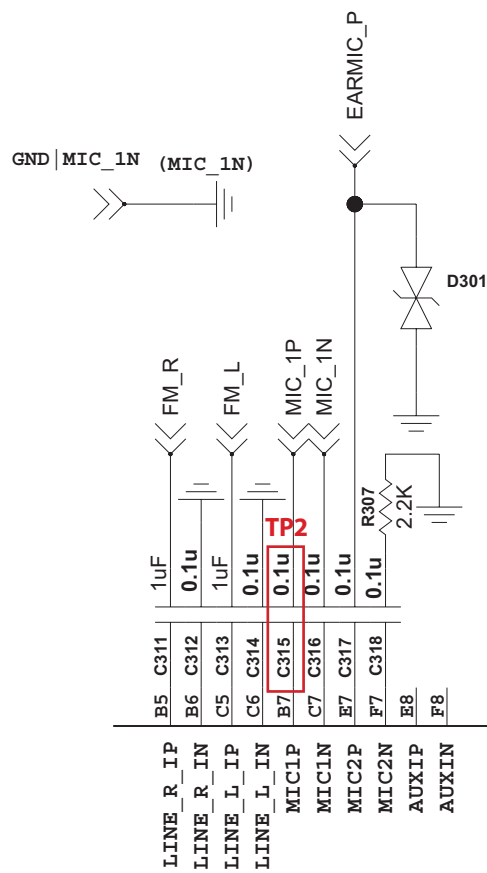 EARMIC_P
GND|MIC_1N (MIC_1N)
D301
FM_R
FM_L
MIC_1P
MIC_1N
R307
2.2K
TP2
1uF
0.1u
1uF
0.1u
0.1u
0.1u
0.1u
0.1u
C311
C312
C313
C314
C315
C316
C317
C318
B5
B6
C5
C6
B7
C7
E7
F7
E8
F8
LINE_R_IP
LINE_R_IN
LINE_L_IP
LINE_L_IN
MIC1P
MIC1N
MIC2P
MIC2N
AUXIP
AUXIN